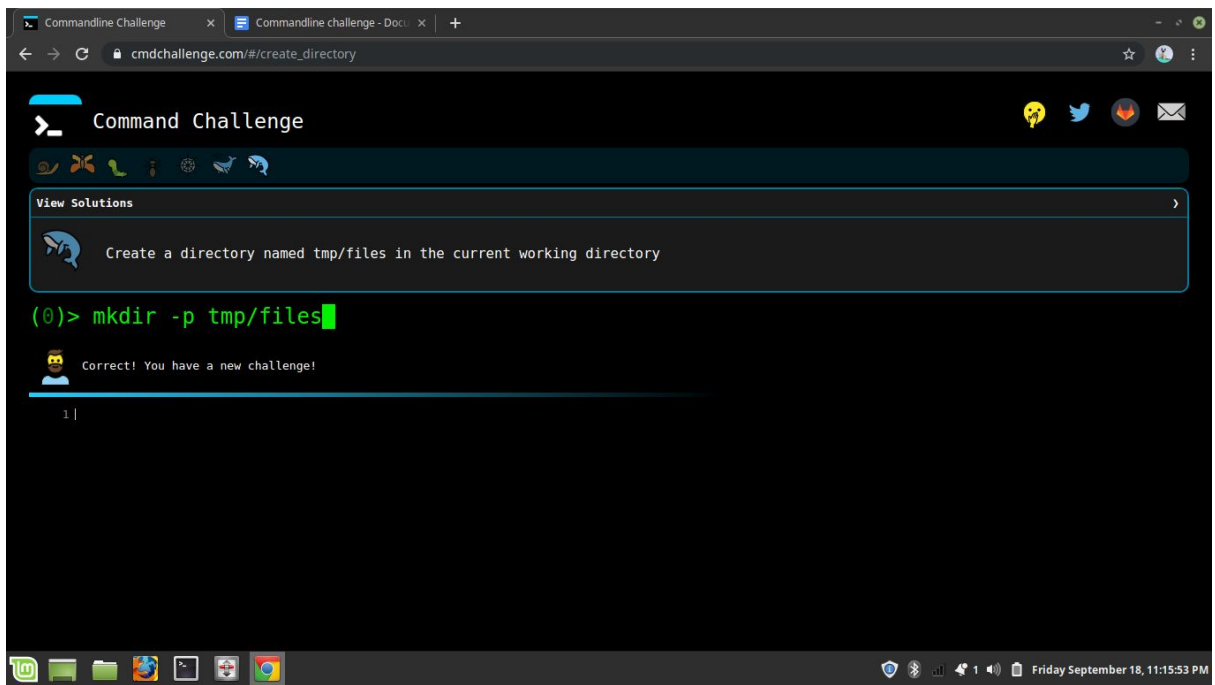 Commandline Challenge
Commandline challenge - Docu
cmdchallenge.com/#/create_directory
>_ Command Challenge
View Solutions
Create a directory named tmp/files in the current working directory
(0)> mkdir -p tmp/files
Correct! You have a new challenge!
1
1 Friday September 18, 11:15:53 PM